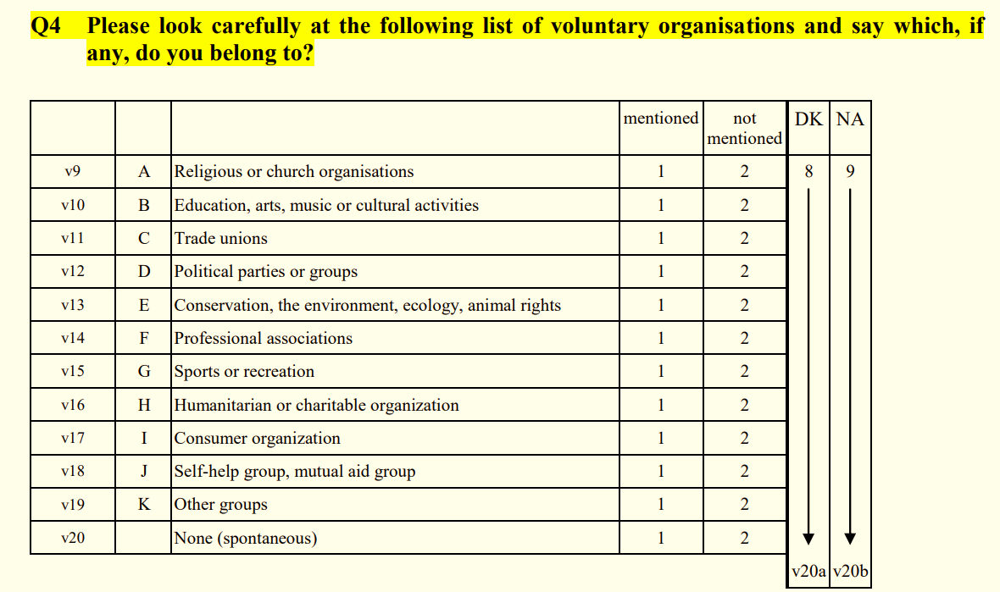 Q4 Please look carefully at the following list of voluntary organisations and say which, if
any, do you belong to?
mentioned not mentioned DK NA
v9 A Religious or church organisations 1 2 8 9
v10 B Education, arts, music or cultural activities 1 2
v11 C Trade unions 1 2
v12 D Political parties or groups 1 2
v13 E Conservation, the environment, ecology, animal rights 1 2
v14 F Professional associations 1 2
v15 G Sports or recreation 1 2
v16 H Humanitarian or charitable organization 1 2
v17 I Consumer organization 1 2
v18 J Self-help group, mutual aid group 1 2
v19 K Other groups 1 2
v20 None (spontaneous) 1 2
v20a v20b